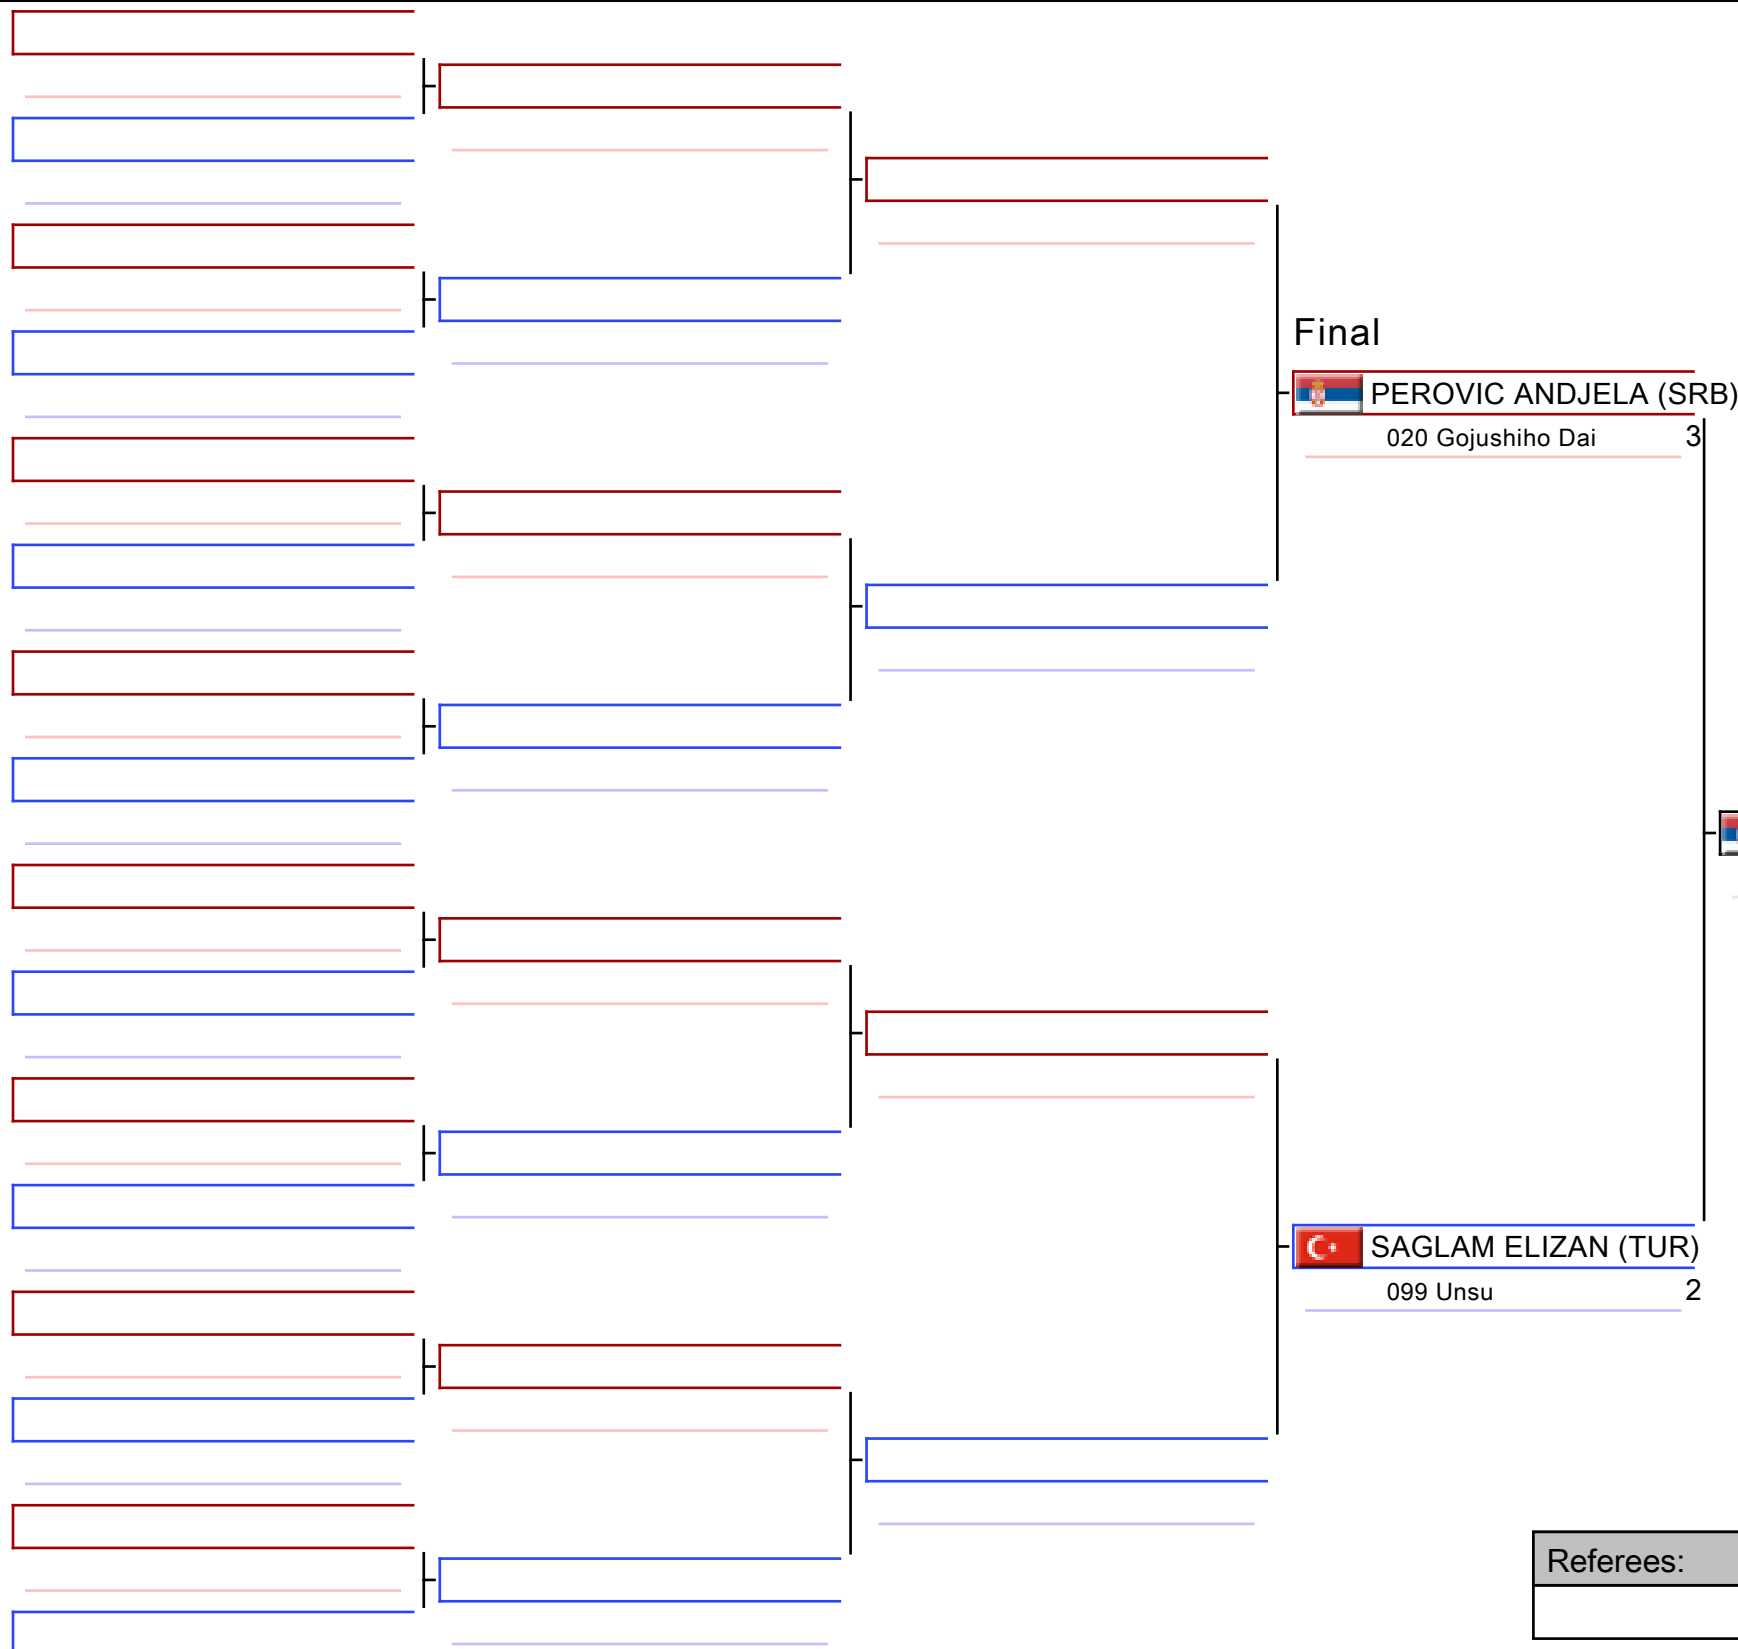 Final
PEROVIC ANDJELA (SRB)
020 Gojushiho Dai 3
SAGLAM ELIZAN (TUR)
099 Unsu 2
Referees: